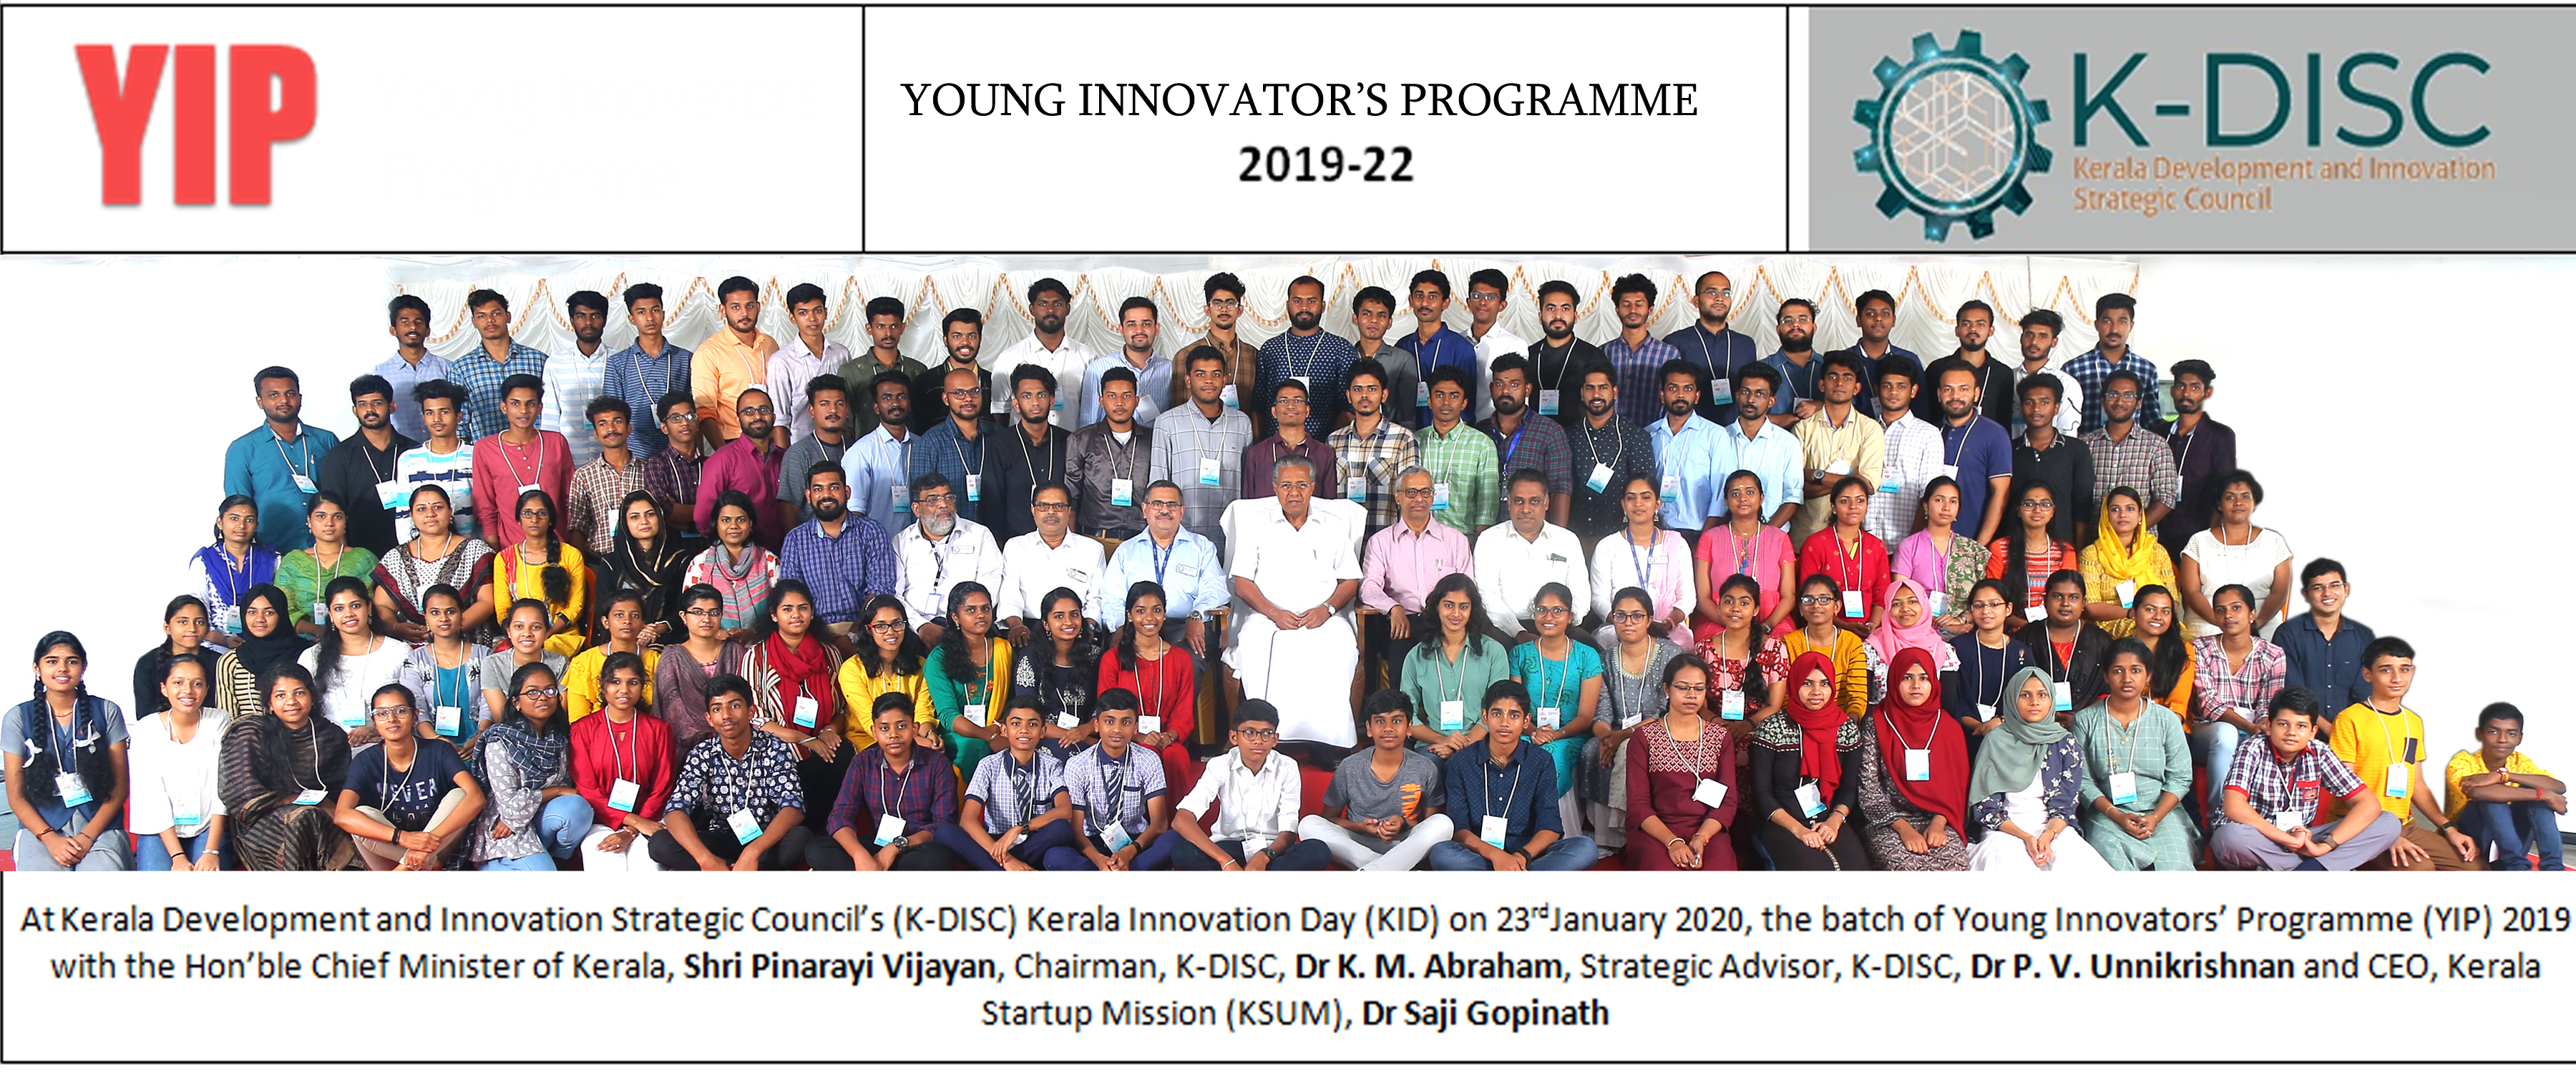 YIP
YOUNG INNOVATOR’S PROGRAMME
2019-22
K-DISC
Kerala Development and Innovation
Strategic Council
At Kerala Development and Innovation Strategic Council’s (K-DISC) Kerala Innovation Day (KID) on 23rd January 2020, the batch of Young Innovators’ Programme (YIP) 2019
with the Hon’ble Chief Minister of Kerala, Shri Pinarayi Vijayan, Chairman, K-DISC, Dr K. M. Abraham, Strategic Advisor, K-DISC, Dr P. V. Unnikrishnan and CEO, Kerala
Startup Mission (KSUM), Dr Saji Gopinath